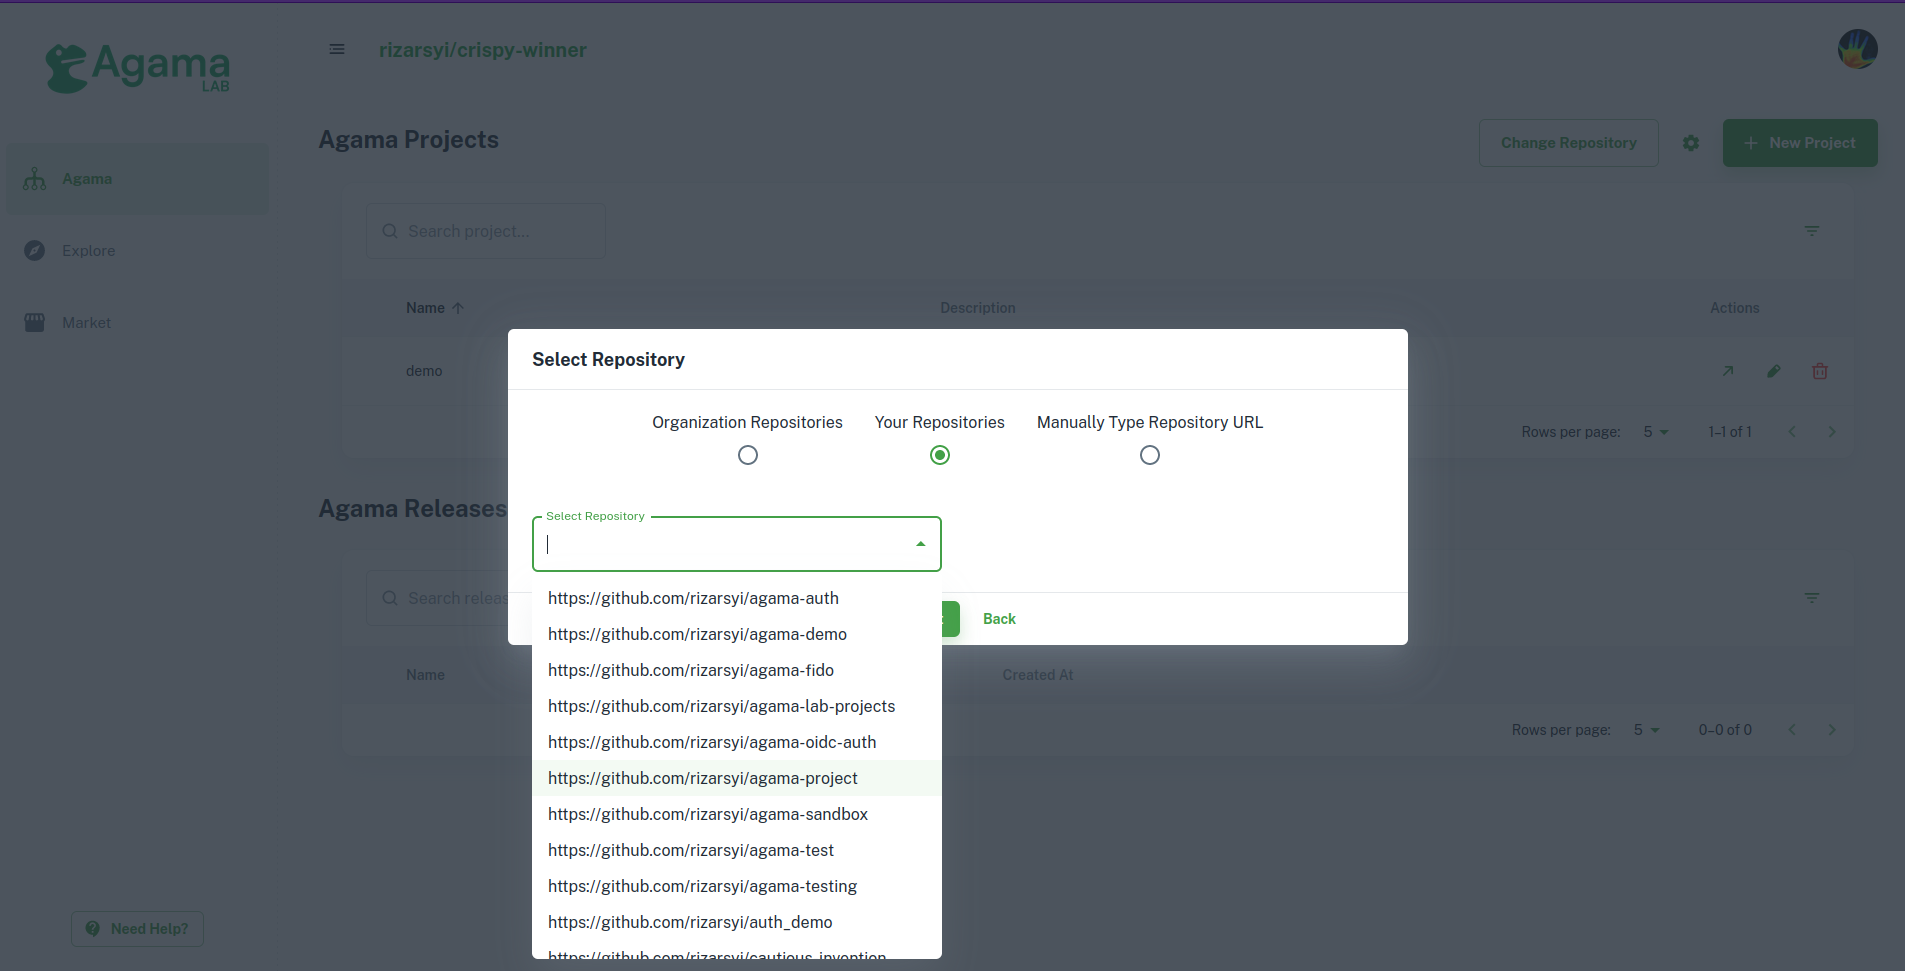 Agama
LAB
rizarsyi/crispy-winner
Agama Projects
Change Repository
New Project
Agama
Explore
Market
Search project...
Name
Description
Actions
demo
Rows per page:
5
1–1 of 1
Select Repository
Organization Repositories
Your Repositories
Manually Type Repository URL
Select Repository
Back
https://github.com/rizarsyi/agama-auth
https://github.com/rizarsyi/agama-demo
https://github.com/rizarsyi/agama-fido
https://github.com/rizarsyi/agama-lab-projects
https://github.com/rizarsyi/agama-oidc-auth
https://github.com/rizarsyi/agama-project
https://github.com/rizarsyi/agama-sandbox
https://github.com/rizarsyi/agama-test
https://github.com/rizarsyi/agama-testing
https://github.com/rizarsyi/auth_demo
https://github.com/rizarsyi/cautious-invention
Agama Releases
Search releas
Name
Created At
Rows per page:
5
0–0 of 0
Need Help?